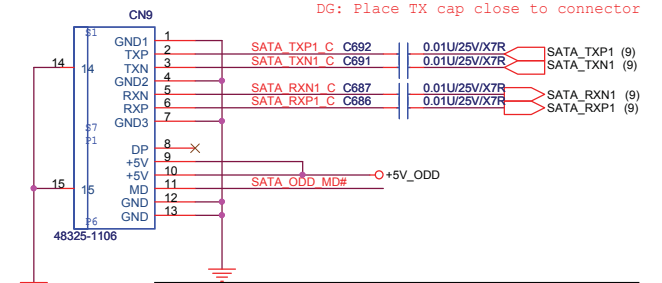 DG: Place TX cap close to connector
CN9
S1
GND1 1
TXP 2 SATA_TXP1_C C692 0.01U/25V/X7R SATA_TXP1 (9)
14 14 TXN 3 SATA_TXN1_C C691 0.01U/25V/X7R SATA_TXN1 (9)
GND2 4
RXN 5 SATA_RXN1_C C687 0.01U/25V/X7R SATA_RXN1 (9)
RXP 6 SATA_RXP1_C C686 0.01U/25V/X7R SATA_RXP1 (9)
S7 GND3 7
P1
DP 8
+5V 9
+5V 10 +5V_ODD
15 15 MD 11 SATA_ODD_MD#
GND 12
P6 GND 13
48325-1106